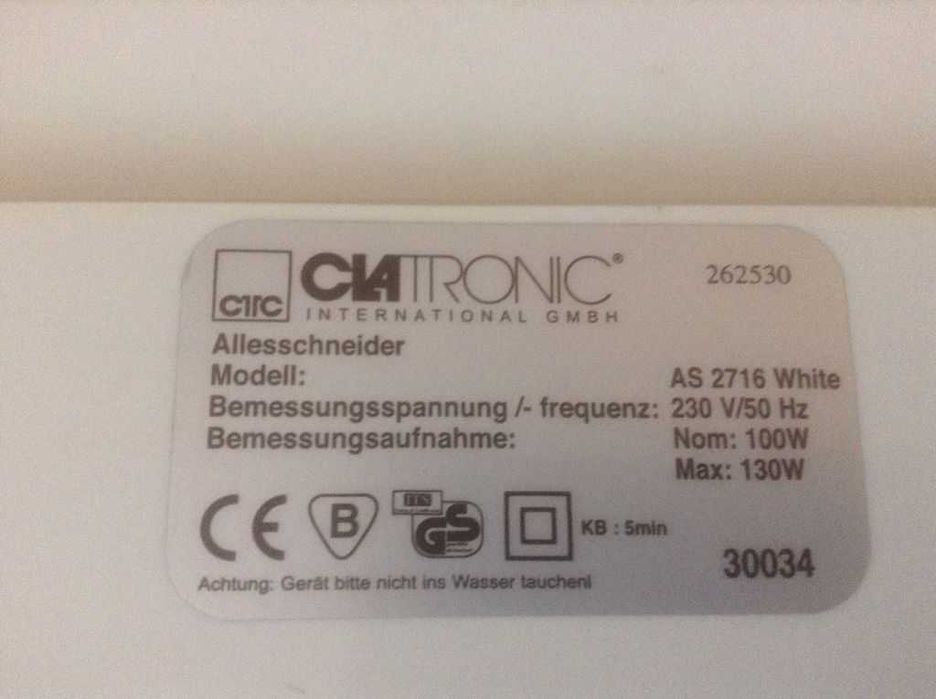 CTC CLATRONIC® 262530
INTERNATIONAL GMBH
Allesschneider
Modell: AS 2716 White
Bemessungsspannung /- frequenz: 230 V/50 Hz
Bemessungsaufnahme: Nom: 100W
Max: 130W
CE B GS KB : 5min
30034
Achtung: Gerät bitte nicht ins Wasser tauchen!